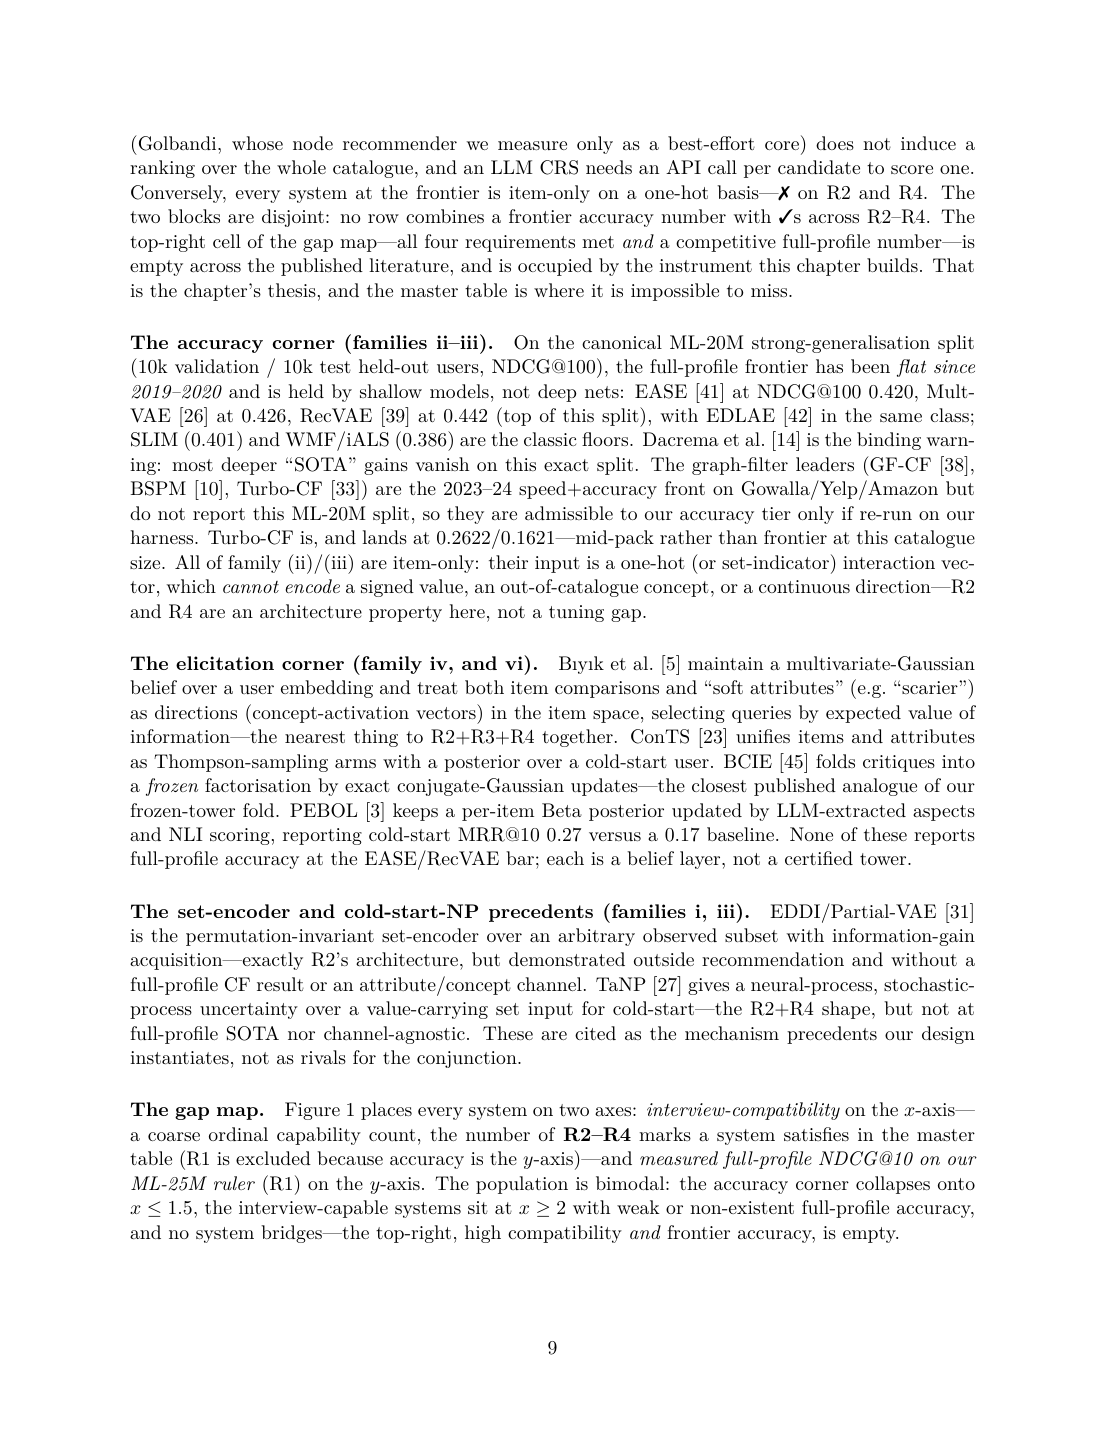 (Golbandi, whose node recommender we measure only as a best-effort core) does not induce a
ranking over the whole catalogue, and an LLM CRS needs an API call per candidate to score one.
Conversely, every system at the frontier is item-only on a one-hot basis—✗ on R2 and R4. The
two blocks are disjoint: no row combines a frontier accuracy number with ✓s across R2–R4. The
top-right cell of the gap map—all four requirements met and a competitive full-profile number—is
empty across the published literature, and is occupied by the instrument this chapter builds. That
is the chapter's thesis, and the master table is where it is impossible to miss.
The accuracy corner (families ii–iii). On the canonical ML-20M strong-generalisation split
(10k validation / 10k test held-out users, NDCG@100), the full-profile frontier has been flat since
2019–2020 and is held by shallow models, not deep nets: EASE [41] at NDCG@100 0.420, Mult-
VAE [26] at 0.426, RecVAE [39] at 0.442 (top of this split), with EDLAE [42] in the same class;
SLIM (0.401) and WMF/iALS (0.386) are the classic floors. Dacrema et al. [14] is the binding warn-
ing: most deeper “SOTA” gains vanish on this exact split. The graph-filter leaders (GF-CF [38],
BSPM [10], Turbo-CF [33]) are the 2023–24 speed+accuracy front on Gowalla/Yelp/Amazon but
do not report this ML-20M split, so they are admissible to our accuracy tier only if re-run on our
harness. Turbo-CF is, and lands at 0.2622/0.1621—mid-pack rather than frontier at this catalogue
size. All of family (ii)/(iii) are item-only: their input is a one-hot (or set-indicator) interaction vec-
tor, which cannot encode a signed value, an out-of-catalogue concept, or a continuous direction—R2
and R4 are an architecture property here, not a tuning gap.
The elicitation corner (family iv, and vi). Bıyık et al. [5] maintain a multivariate-Gaussian
belief over a user embedding and treat both item comparisons and “soft attributes” (e.g. “scarier”)
as directions (concept-activation vectors) in the item space, selecting queries by expected value of
information—the nearest thing to R2+R3+R4 together. ConTS [23] unifies items and attributes
as Thompson-sampling arms with a posterior over a cold-start user. BCIE [45] folds critiques into
a frozen factorisation by exact conjugate-Gaussian updates—the closest published analogue of our
frozen-tower fold. PEBOL [3] keeps a per-item Beta posterior updated by LLM-extracted aspects
and NLI scoring, reporting cold-start MRR@10 0.27 versus a 0.17 baseline. None of these reports
full-profile accuracy at the EASE/RecVAE bar; each is a belief layer, not a certified tower.
The set-encoder and cold-start-NP precedents (families i, iii). EDDI/Partial-VAE [31]
is the permutation-invariant set-encoder over an arbitrary observed subset with information-gain
acquisition—exactly R2's architecture, but demonstrated outside recommendation and without a
full-profile CF result or an attribute/concept channel. TaNP [27] gives a neural-process, stochastic-
process uncertainty over a value-carrying set input for cold-start—the R2+R4 shape, but not at
full-profile SOTA nor channel-agnostic. These are cited as the mechanism precedents our design
instantiates, not as rivals for the conjunction.
The gap map. Figure 1 places every system on two axes: interview-compatibility on the x-axis—
a coarse ordinal capability count, the number of R2–R4 marks a system satisfies in the master
table (R1 is excluded because accuracy is the y-axis)—and measured full-profile NDCG@10 on our
ML-25M ruler (R1) on the y-axis. The population is bimodal: the accuracy corner collapses onto
x ≤ 1.5, the interview-capable systems sit at x ≥ 2 with weak or non-existent full-profile accuracy,
and no system bridges—the top-right, high compatibility and frontier accuracy, is empty.
9